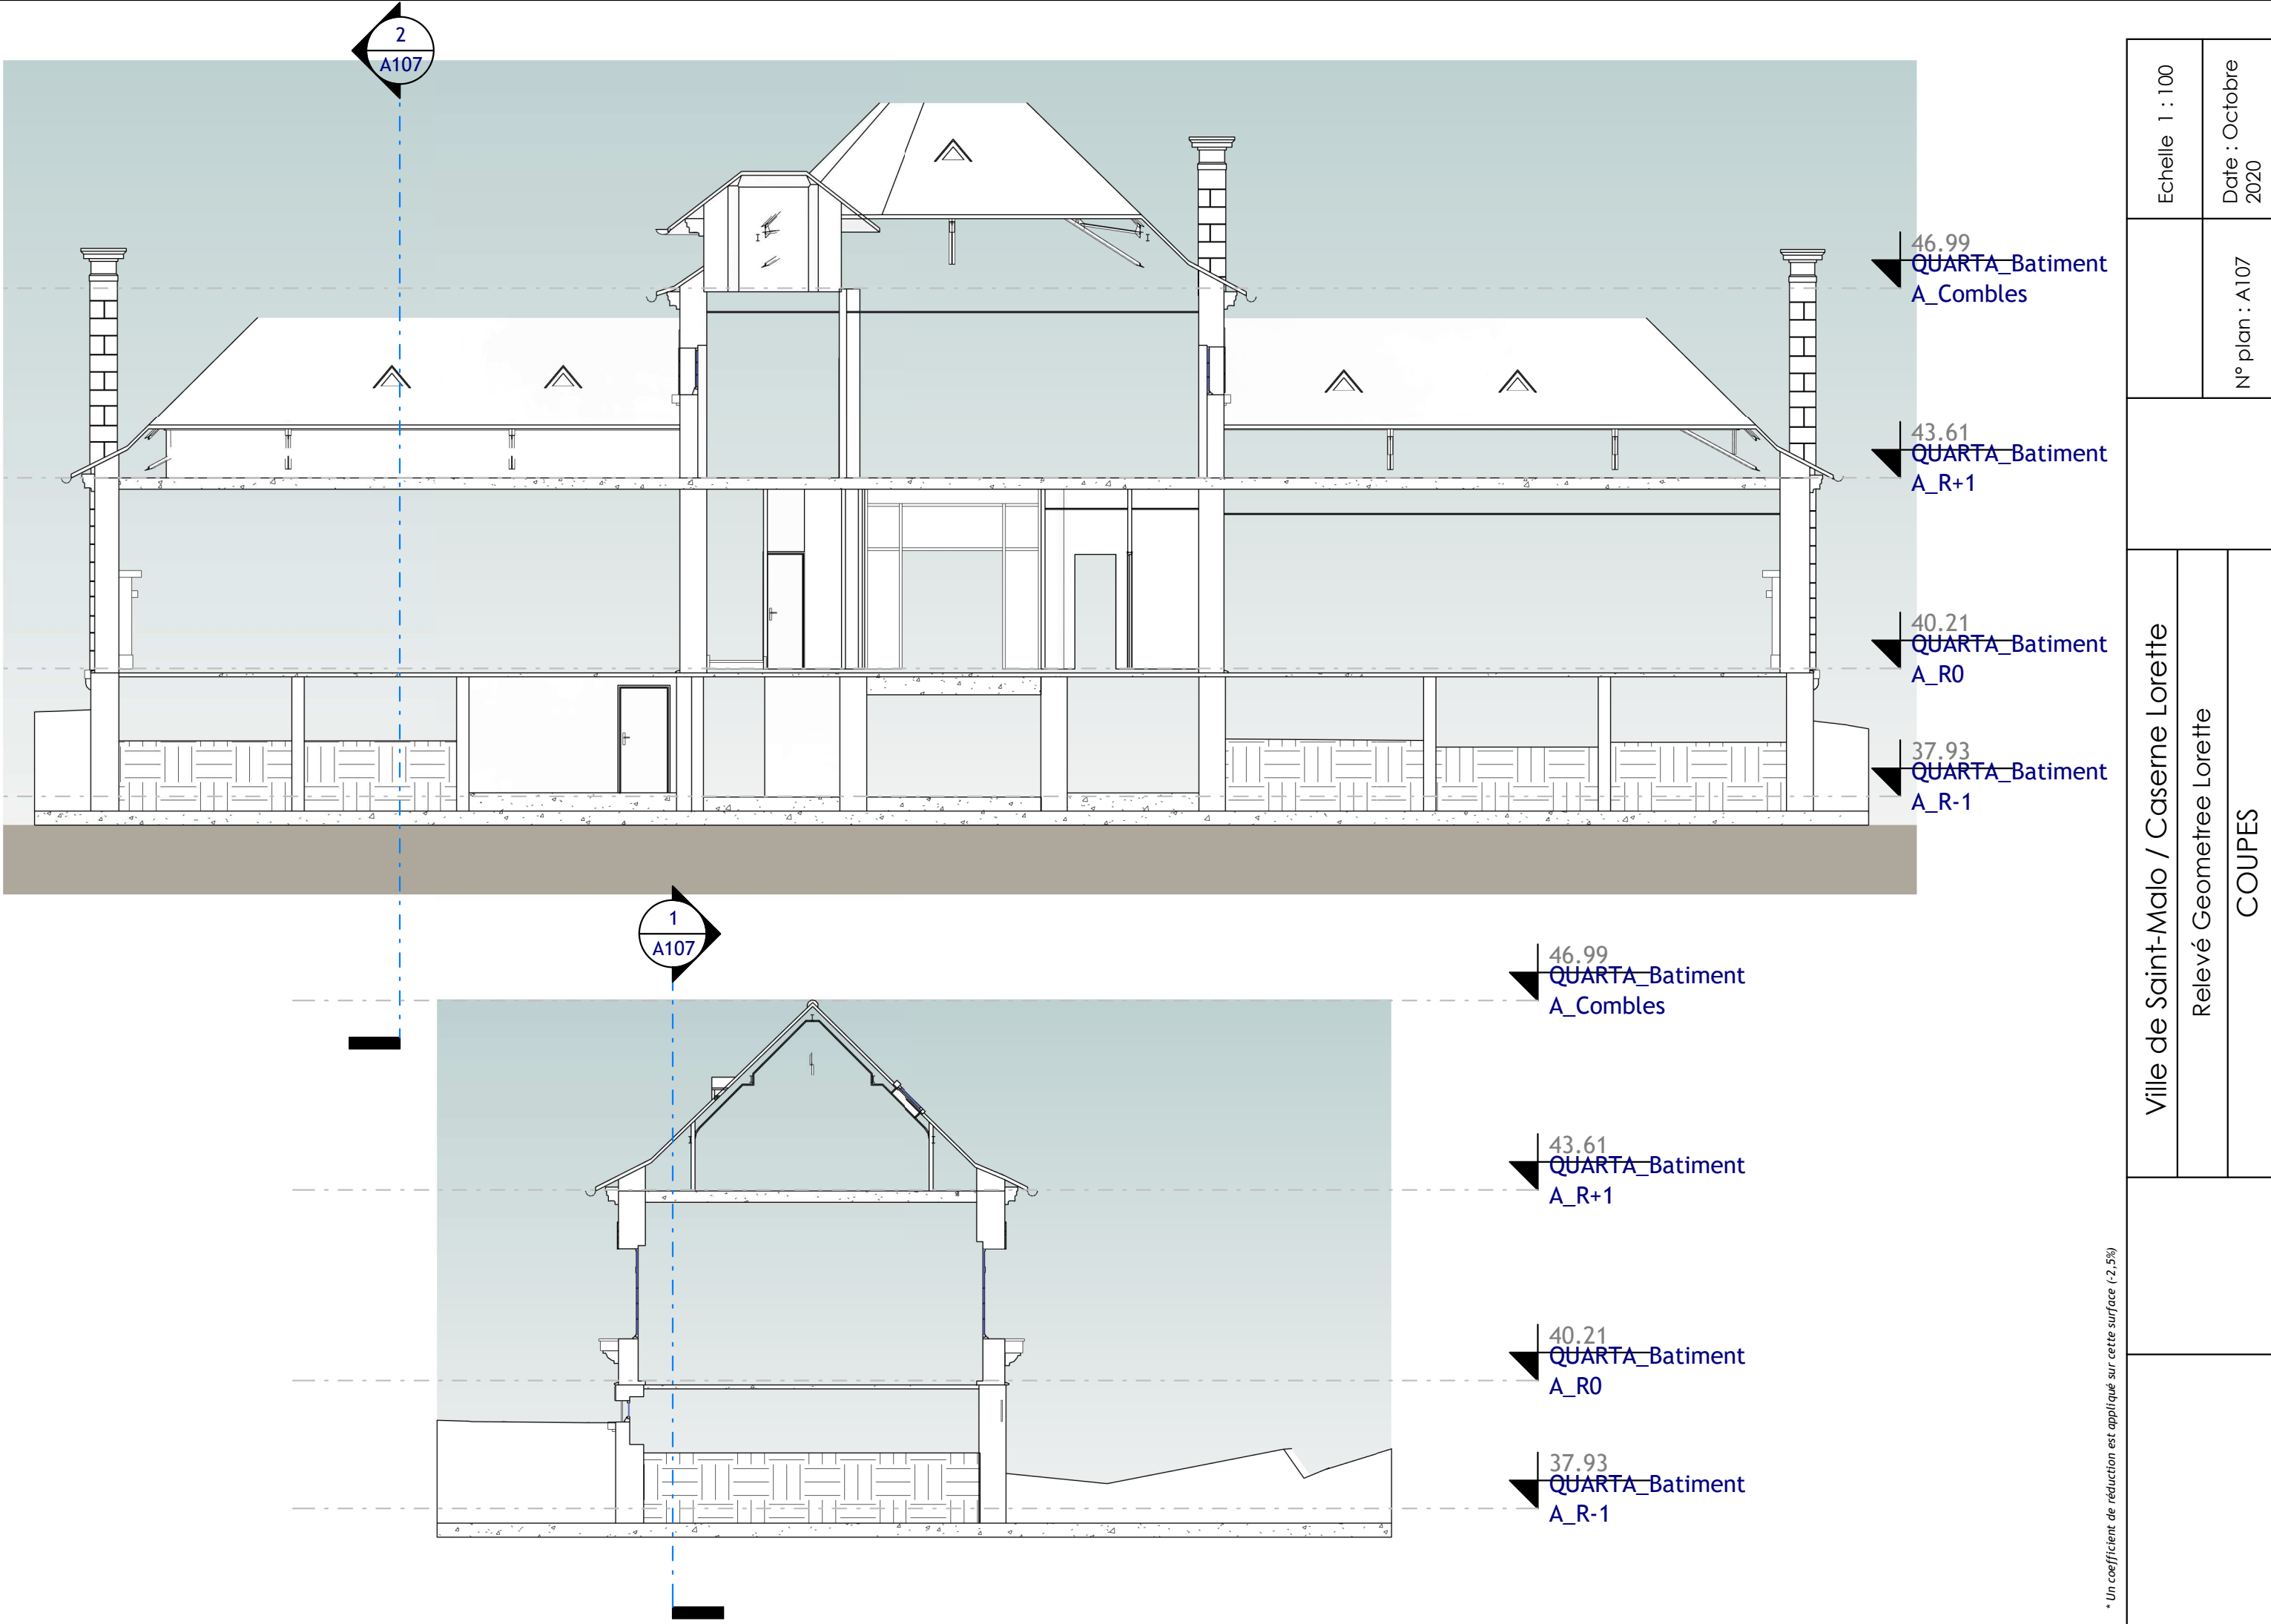 2
A107
46.99
QUARTA_Batiment
A_Combles
43.61
QUARTA_Batiment
A_R+1
40.21
QUARTA_Batiment
A_R0
37.93
QUARTA_Batiment
A_R-1
1
A107
46.99
QUARTA_Batiment
A_Combles
43.61
QUARTA_Batiment
A_R+1
40.21
QUARTA_Batiment
A_R0
37.93
QUARTA_Batiment
A_R-1
Echelle 1 : 100
Date : Octobre
2020
N° plan : A107
Ville de Saint-Malo / Caserne Lorette
Relevé Geometree Lorette
COUPES
* Un coefficient de réduction est appliqué sur cette surface (-2,5%)